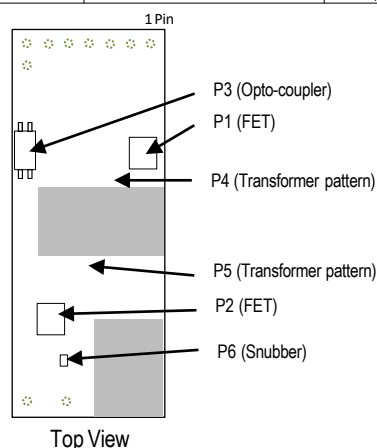 1 Pin
P3 (Opto-coupler)
P1 (FET)
P4 (Transformer pattern)
P5 (Transformer pattern)
P2 (FET)
P6 (Snubber)
Top View